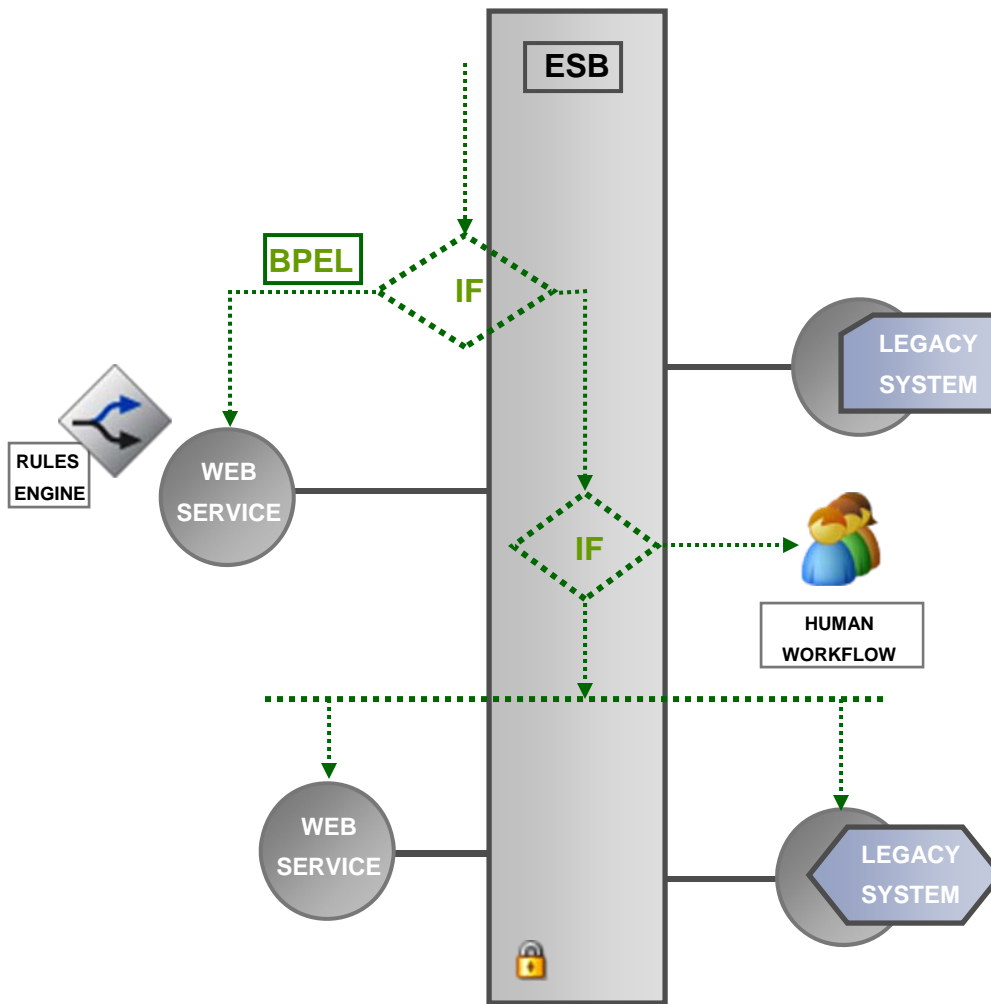 ESB
BPEL
IF
LEGACY
SYSTEM
RULES
ENGINE
WEB
SERVICE
IF
HUMAN
WORKFLOW
WEB
SERVICE
LEGACY
SYSTEM